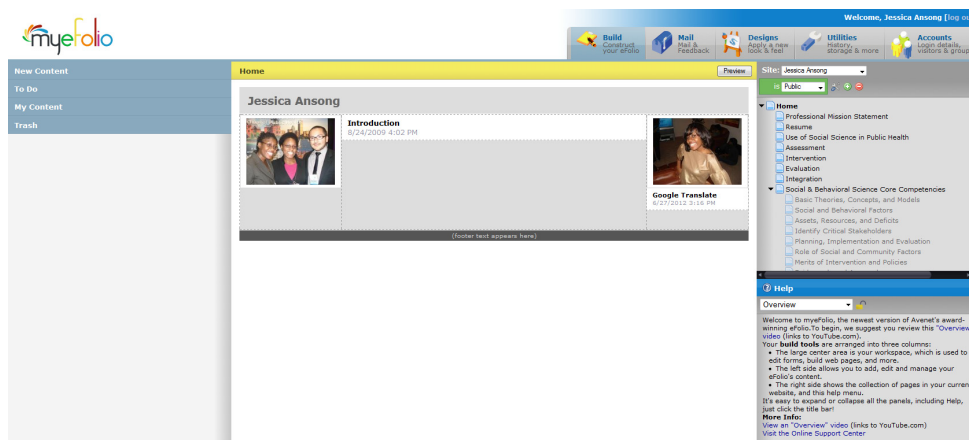 Welcome, Jessica Ansong [log ou
myefolio
Build
Construct
your eFolio
Mail
Mail &
Feedback
Designs
Apply a new
look & feel
Utilities
History,
storage & more
Accounts
Login details,
visitors & group
New Content
To Do
My Content
Trash
Home
Preview
Jessica Ansong
Introduction
8/24/2009 4:02 PM
Google Translate
6/27/2012 3:16 PM
(footer text appears here)
Site: Jessica Ansong
is Public
Home
Professional Mission Statement
Resume
Use of Social Science in Public Health
Assessment
Intervention
Evaluation
Integration
Social & Behavioral Science Core Competencies
Basic Theories, Concepts, and Models
Social and Behavioral Factors
Assets, Resources, and Deficits
Identify Critical Stakeholders
Planning, Implementation and Evaluation
Role of Social and Community Factors
Merits of Intervention and Policies
Help
Overview
Welcome to myeFolio, the newest version of Avenet's award-
winning eFolio.To begin, we suggest you review this "Overview
video (links to YouTube.com).
Your build tools are arranged into three columns:
• The large center area is your workspace, which is used to
edit forms, build web pages, and more.
• The left side allows you to add, edit and manage your
eFolio's content.
• The right side shows the collection of pages in your curren
website, and this help menu.
It's easy to expand or collapse all the panels, including Help,
just click the title bar!
More Info:
View an "Overview" video (links to YouTube.com)
Visit the Online Support Center